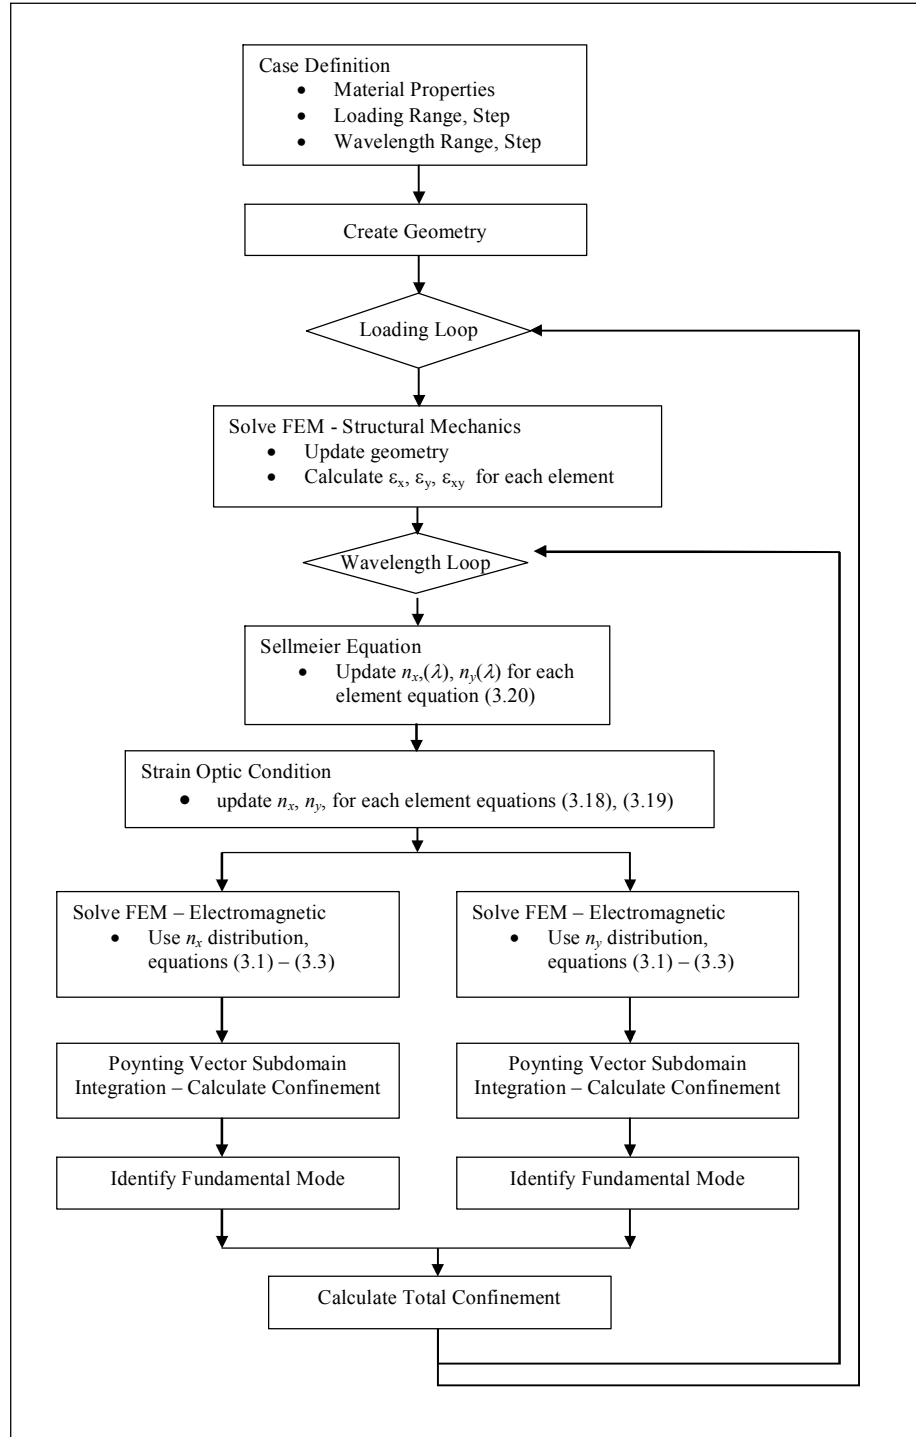 Case Definition
• Material Properties
• Loading Range, Step
• Wavelength Range, Step
Create Geometry
Loading Loop
Solve FEM - Structural Mechanics
• Update geometry
• Calculate εx, εy, εxy for each element
Wavelength Loop
Sellmeier Equation
• Update nx,(λ), ny(λ) for each
element equation (3.20)
Strain Optic Condition
• update nx, ny, for each element equations (3.18), (3.19)
Solve FEM – Electromagnetic
• Use nx distribution,
equations (3.1) – (3.3)
Solve FEM – Electromagnetic
• Use ny distribution,
equations (3.1) – (3.3)
Poynting Vector Subdomain
Integration – Calculate Confinement
Poynting Vector Subdomain
Integration – Calculate Confinement
Identify Fundamental Mode
Identify Fundamental Mode
Calculate Total Confinement